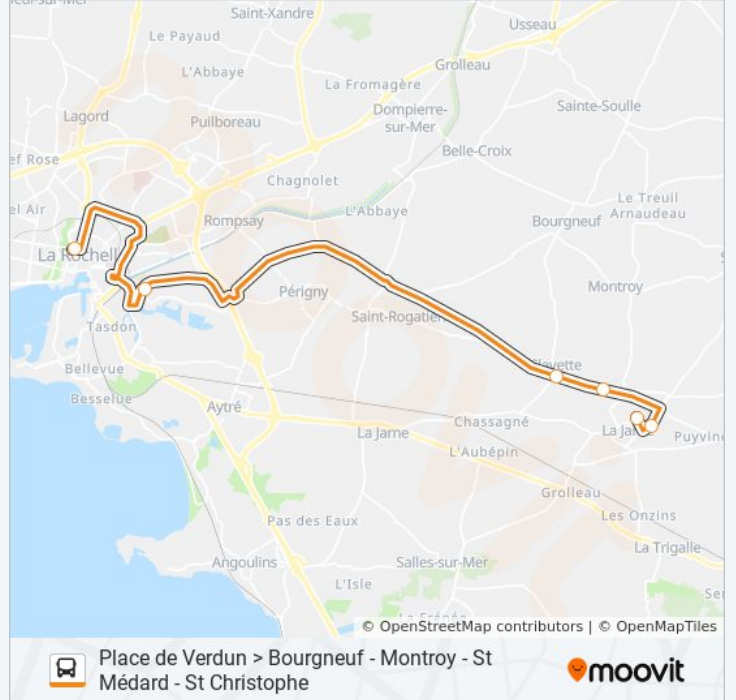 Saint-Xandre
Usseau
Le Payaud
Grolleau
L'Abbaye
La Fromagère
Sainte-Soulle
Dompierre-
sur-Mer
Lagord
Puilboreau
Belle-Croix
ef Rose
Chagnolet
Le Treuil
Arnaudeau
el Air
L'Abbaye
Rompsay
Bourgneuf
La Rochell
Périgny
Montroy
Saint-Rogatien
Tasdon
Clavette
Bellevue
Besselue
Aytré
Chassagné
La Jarne
La Jarrie
Puyvine
L'Aubépin
Grolleau
Les Onzins
Pas des Eaux
La Trigalle
Angoulins
Salles-sur-Mer
L'Isle
© OpenStreetMap contributors | © OpenMapTiles
Place de Verdun > Bourgneuf - Montroy - St
Médard - St Christophe
moovit